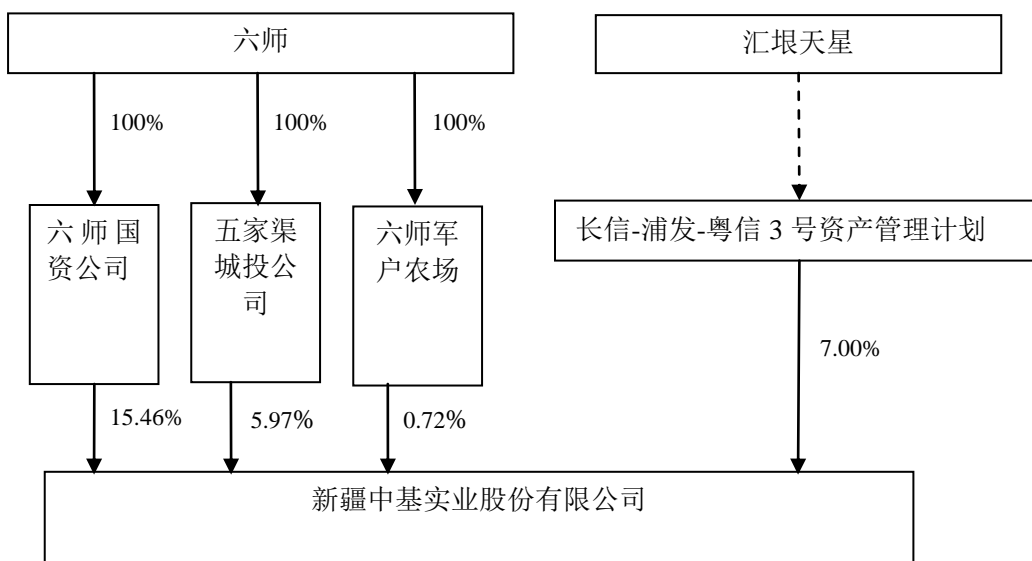 六师
汇垠天星
100%
100%
100%
六 师 国
资公司
五家渠
城投公
司
六师军
户农场
长信-浦发-粤信 3 号资产管理计划
7.00%
15.46%
5.97%
0.72%
新疆中基实业股份有限公司